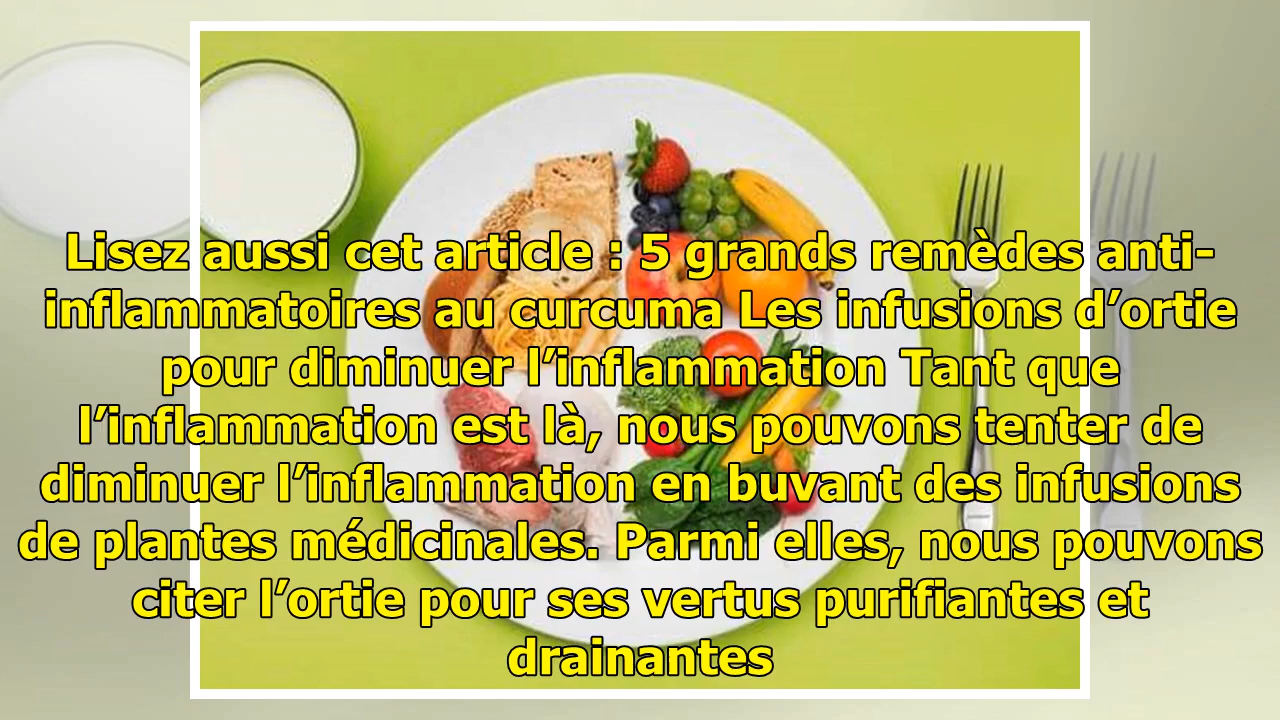 Lisez aussi cet article : 5 grands remèdes anti-
inflammatoires au curcuma Les infusions d’ortie
pour diminuer l’inflammation Tant que
l’inflammation est là, nous pouvons tenter de
diminuer l’inflammation en buvant des infusions
de plantes médicinales. Parmi elles, nous pouvons
citer l’ortie pour ses vertus purifiantes et
drainantes